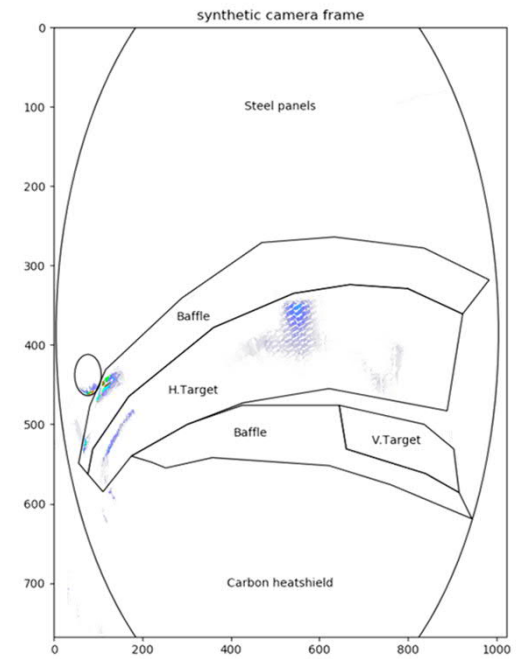 synthetic camera frame
0
100
Steel panels
200
300
Baffle
400
H.Target
500
Baffle
V.Target
600
700
Carbon heatshield
0 200 400 600 800 1000